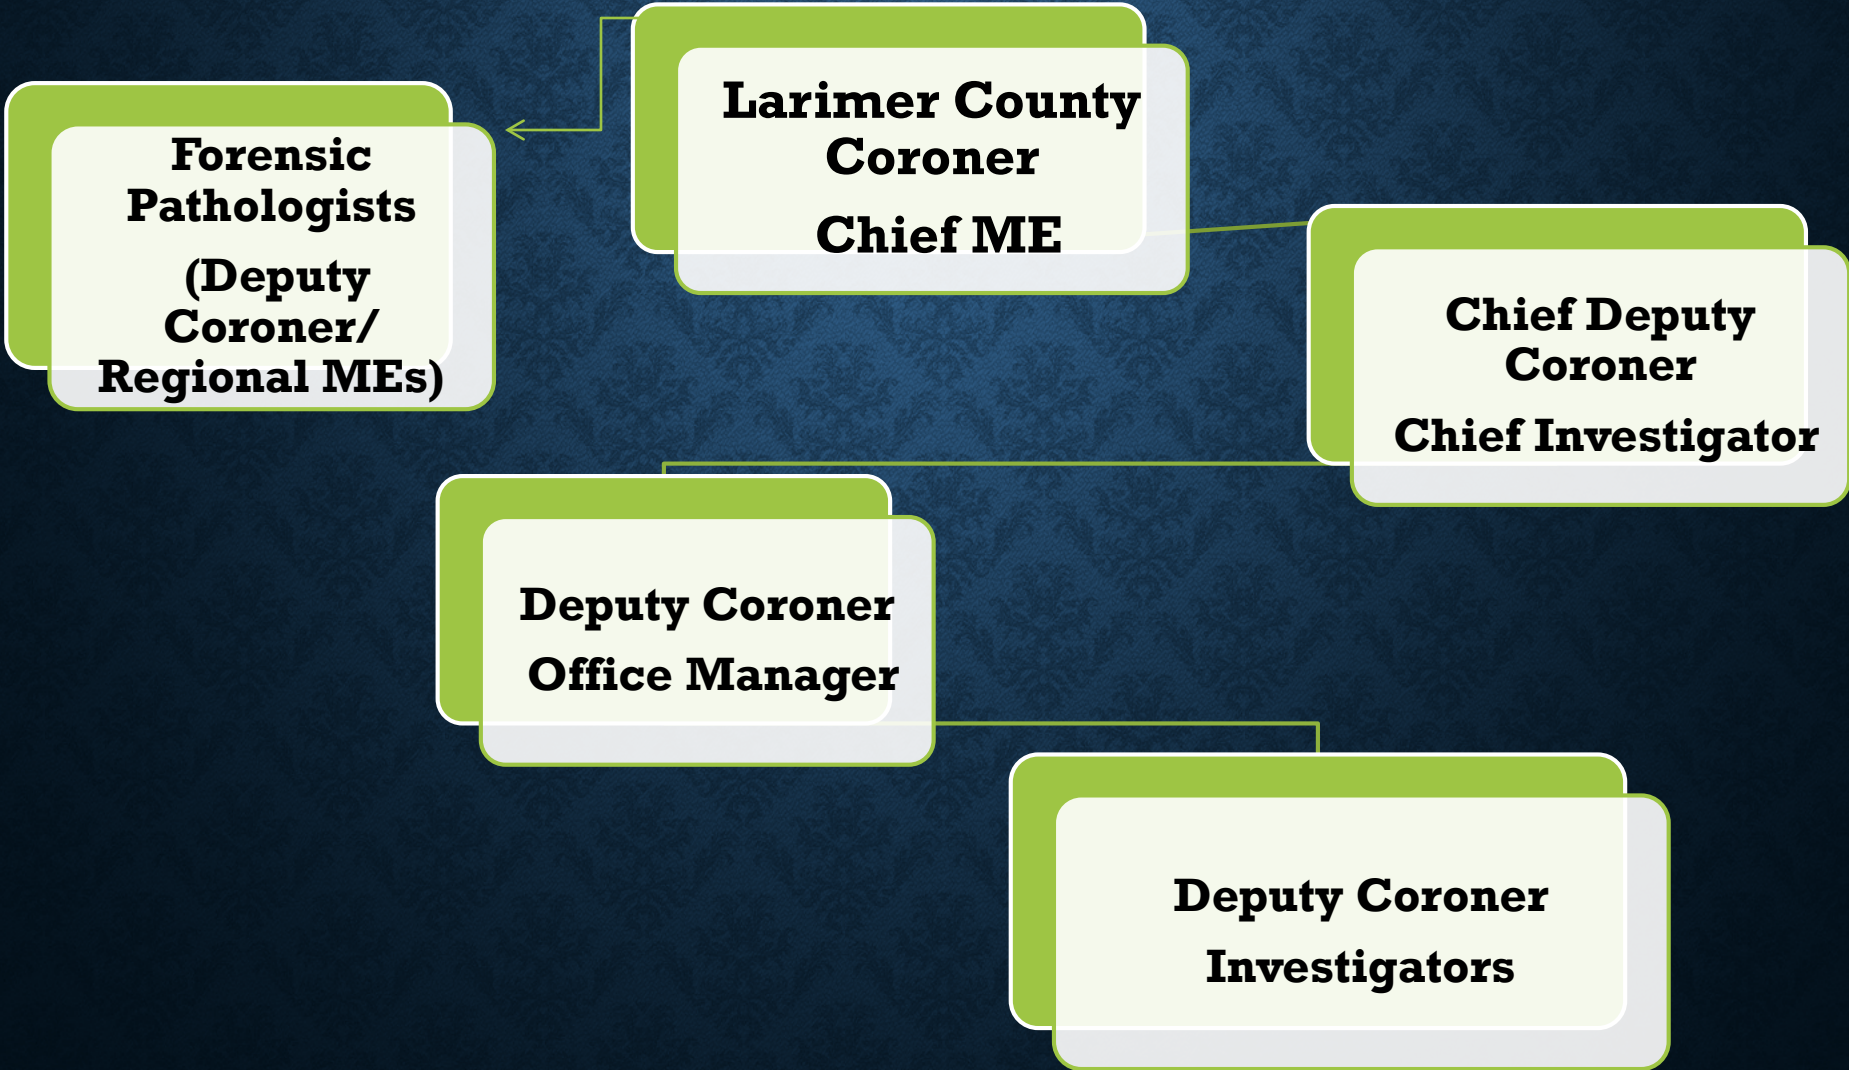 Larimer County
Coroner
Chief ME
Forensic
Pathologists
(Deputy
Coroner/
Regional MEs)
Chief Deputy
Coroner
Chief Investigator
Deputy Coroner
Office Manager
Deputy Coroner
Investigators